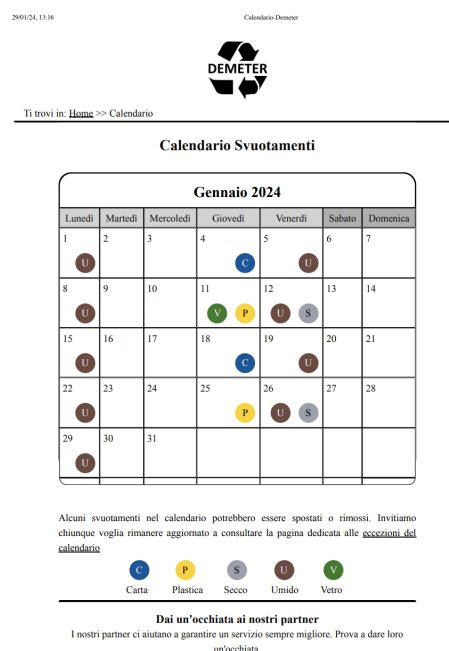 29/01/24, 13:16 Calendario-Demeter
DEMETER
Ti trovi in: Home >> Calendario
Calendario Svuotamenti
Gennaio 2024
Lunedì Martedì Mercoledì Giovedì Venerdì Sabato Domenica
1 2 3 4 5 6 7
U C U
8 9 10 11 12 13 14
U V P U S
15 16 17 18 19 20 21
U C U
22 23 24 25 26 27 28
U P U S
29 30 31
U
Alcuni svuotamenti nel calendario potrebbero essere spostati o rimossi. Invitiamo
chiunque voglia rimanere aggiornato a consultare la pagina dedicata alle eccezioni del
calendario
C P S U V
Carta Plastica Secco Umido Vetro
Dai un'occhiata ai nostri partner
I nostri partner ci aiutano a garantire un servizio sempre migliore. Prova a dare loro
un'occhiata